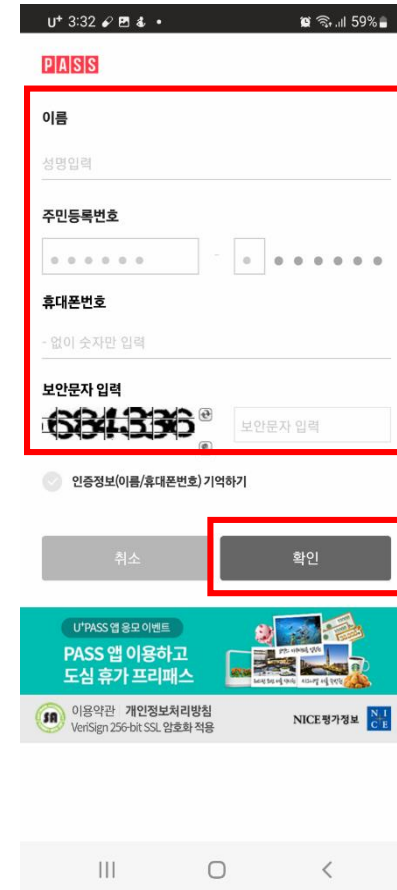 U+ 3:32 59%
PASS
이름
성명입력
주민등록번호
-
휴대폰번호
- 없이 숫자만 입력
보안문자 입력
684336 보안문자 입력
인증정보(이름/휴대폰번호) 기억하기
취소 확인
U+PASS 앱 응모 이벤트
PASS 앱 이용하고
도심 휴가 프리패스
이용약관 개인정보처리방침
VeriSign 256-bit SSL 암호화 적용
NICE평가정보 NICE